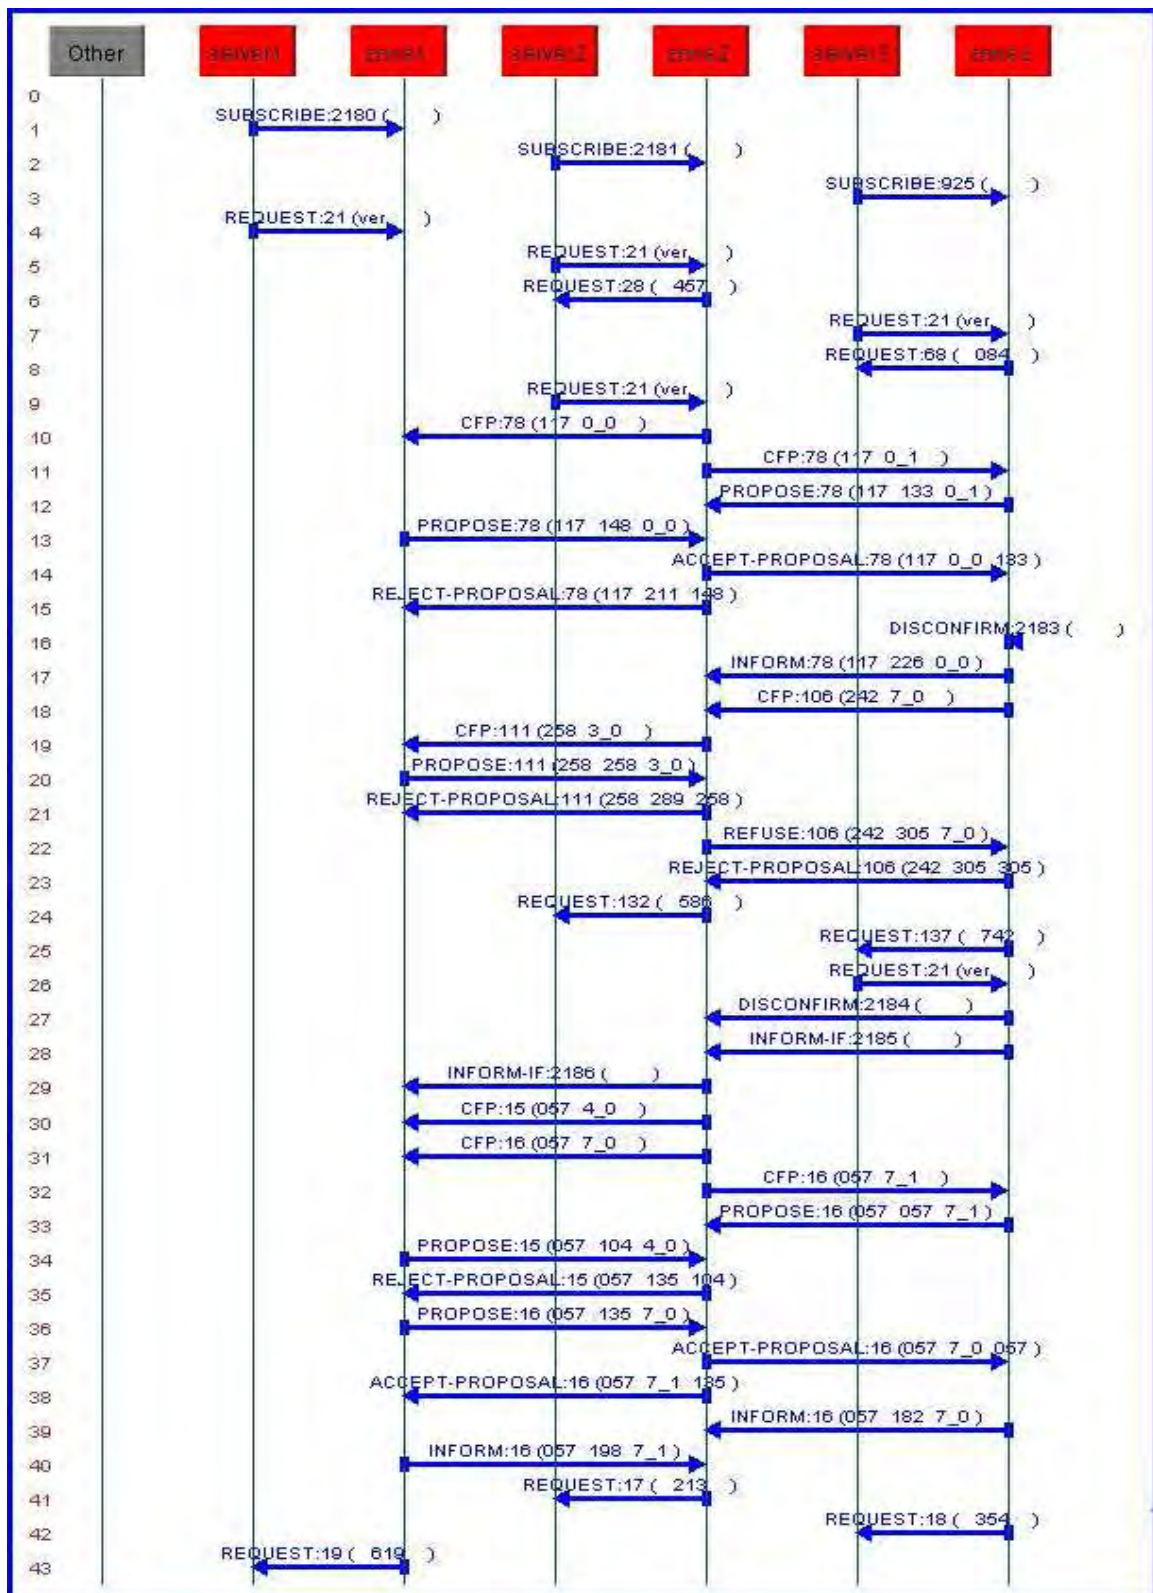 Other
0
SUBSCRIBE:2180 ( )
1
SUBSCRIBE:2181 ( )
2
SUBSCRIBE:925 ( )
3
REQUEST:21 (ver )
4
REQUEST:21 (ver )
5
REQUEST:28 ( 457 )
6
REQUEST:21 (ver )
7
REQUEST:68 ( 084 )
8
REQUEST:21 (ver )
9
CFP:78 (117 0_0 )
10
CFP:78 (117 0_1 )
11
PROPOSE:78 (117 133 0_1 )
12
PROPOSE:78 (117 148 0_0 )
13
ACCEPT-PROPOSAL:78 (117 0_0 133 )
14
REJECT-PROPOSAL:78 (117 211 148 )
15
DISCONFIRM:2183 ( )
16
INFORM:78 (117 226 0_0 )
17
CFP:106 (242 7_0 )
18
CFP:111 (258 3_0 )
19
PROPOSE:111 (258 258 3_0 )
20
REJECT-PROPOSAL:111 (258 289 258 )
21
REFUSE:106 (242 305 7_0 )
22
REJECT-PROPOSAL:106 (242 305 305 )
23
REQUEST:132 ( 586 )
24
REQUEST:137 ( 742 )
25
REQUEST:21 (ver )
26
DISCONFIRM:2184 ( )
27
INFORM-IF:2185 ( )
28
INFORM-IF:2186 ( )
29
CFP:15 (057 4_0 )
30
CFP:16 (057 7_0 )
31
CFP:16 (057 7_1 )
32
PROPOSE:16 (057 057 7_1 )
33
PROPOSE:15 (057 104 4_0 )
34
REJECT-PROPOSAL:15 (057 135 104 )
35
PROPOSE:16 (057 135 7_0 )
36
ACCEPT-PROPOSAL:16 (057 7_0 057 )
37
ACCEPT-PROPOSAL:16 (057 7_1 135 )
38
INFORM:16 (057 182 7_0 )
39
INFORM:16 (057 198 7_1 )
40
REQUEST:17 ( 213 )
41
REQUEST:18 ( 354 )
42
REQUEST:19 ( 619 )
43